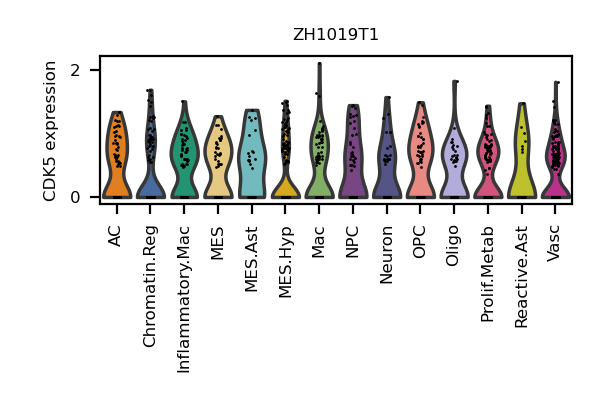 ZH1019T1
CDK5 expression
2
0
AC
Chromatin.Reg
Inflammatory.Mac
MES
MES.Ast
MES.Hyp
Mac
NPC
Neuron
OPC
Oligo
Prolif.Metab
Reactive.Ast
Vasc